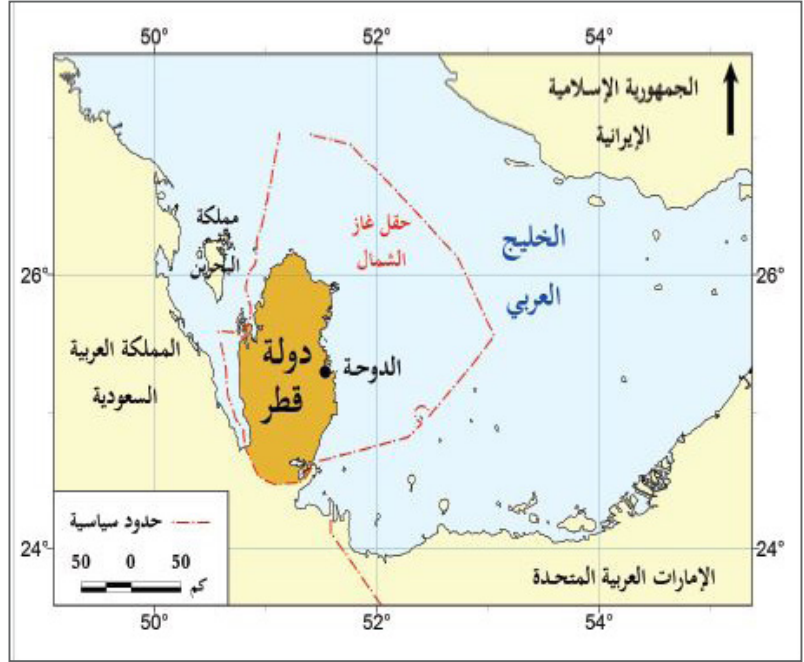 50°
52°
54°
الجمهورية الإسلامية
الإيرانية
مملكة
البحرين
حقل غاز
الشمال
الخليج
العربي
26°
26°
المملكة العربية
السعودية
دولة
قطر
الدوحة
حدود سياسية
50 0 50
كم
24°
24°
الإمارات العربية المتحدة
50°
52°
54°